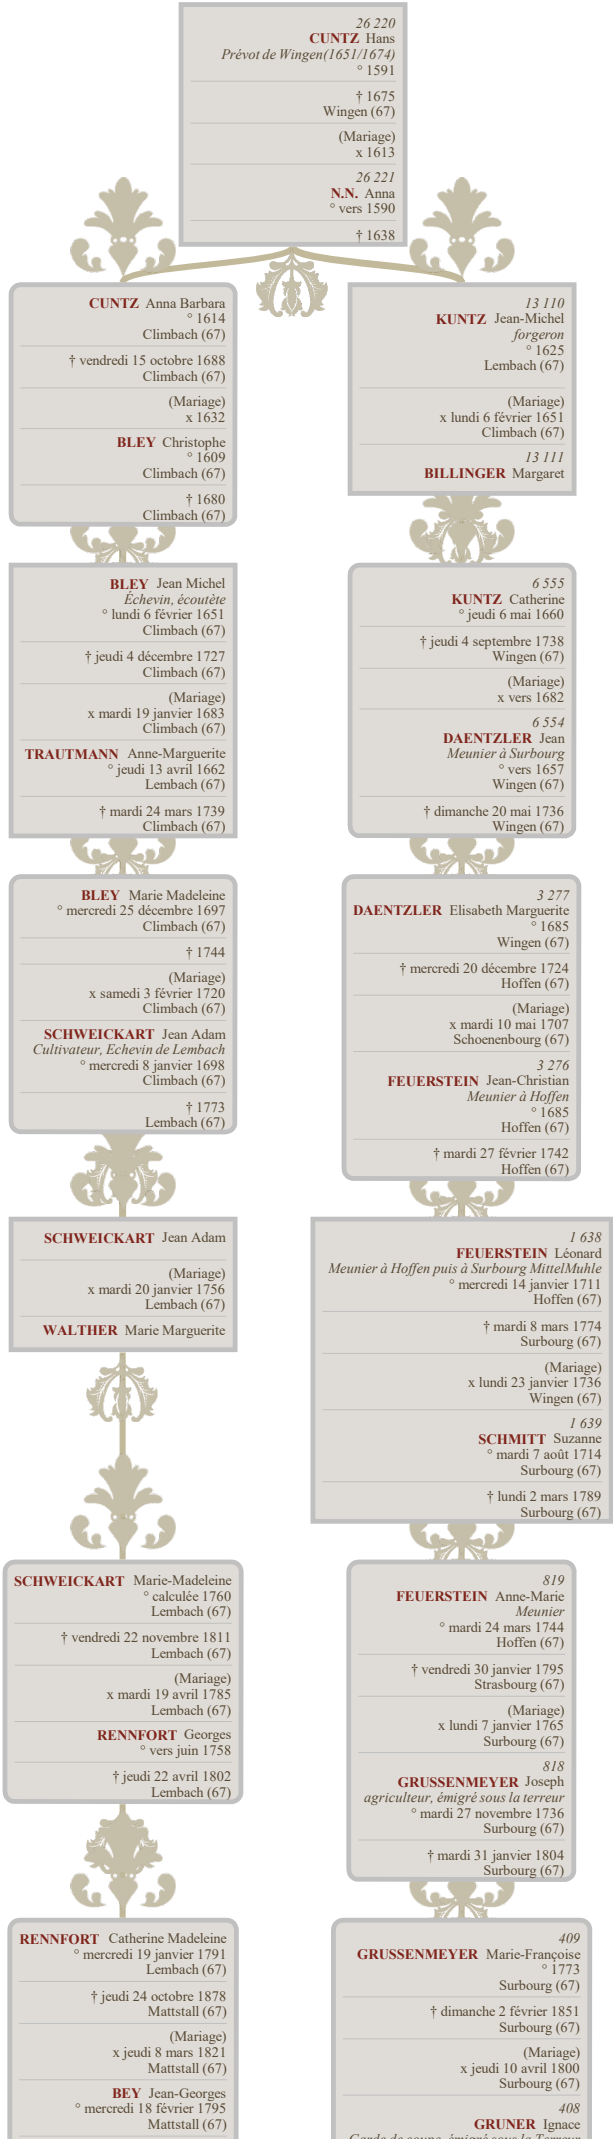 26 220
CUNTZ Hans
Prévot de Wingen(1651/1674)
° 1591
† 1675
Wingen (67)
(Mariage)
x 1613
26 221
N.N. Anna
° vers 1590
† 1638
CUNTZ Anna Barbara
° 1614
Climbach (67)
† vendredi 15 octobre 1688
Climbach (67)
(Mariage)
x 1632
BLEY Christophe
° 1609
Climbach (67)
† 1680
Climbach (67)
13 110
KUNTZ Jean-Michel
forgeron
° 1625
Lembach (67)
(Mariage)
x lundi 6 février 1651
Climbach (67)
13 111
BILLINGER Margaret
BLEY Jean Michel
Échevin, écoutète
° lundi 6 février 1651
Climbach (67)
† jeudi 4 décembre 1727
Climbach (67)
(Mariage)
x mardi 19 janvier 1683
Climbach (67)
TRAUTMANN Anne-Marguerite
° jeudi 13 avril 1662
Lembach (67)
† mardi 24 mars 1739
Climbach (67)
6 555
KUNTZ Catherine
° jeudi 6 mai 1660
† jeudi 4 septembre 1738
Wingen (67)
(Mariage)
x vers 1682
6 554
DAENTZLER Jean
Meunier à Surbourg
° vers 1657
Wingen (67)
† dimanche 20 mai 1736
Wingen (67)
BLEY Marie Madeleine
° mercredi 25 décembre 1697
Climbach (67)
† 1744
(Mariage)
x samedi 3 février 1720
Climbach (67)
SCHWEICKART Jean Adam
Cultivateur, Echevin de Lembach
° mercredi 8 janvier 1698
Climbach (67)
† 1773
Lembach (67)
3 277
DAENTZLER Elisabeth Marguerite
° 1685
Wingen (67)
† mercredi 20 décembre 1724
Hoffen (67)
(Mariage)
x mardi 10 mai 1707
Schoenenbourg (67)
3 276
FEUERSTEIN Jean-Christian
Meunier à Hoffen
° 1685
Hoffen (67)
† mardi 27 février 1742
Hoffen (67)
SCHWEICKART Jean Adam
(Mariage)
x mardi 20 janvier 1756
Lembach (67)
WALTHER Marie Marguerite
1 638
FEUERSTEIN Léonard
Meunier à Hoffen puis à Surbourg MittelMuhle
° mercredi 14 janvier 1711
Hoffen (67)
† mardi 8 mars 1774
Surbourg (67)
(Mariage)
x lundi 23 janvier 1736
Wingen (67)
1 639
SCHMITT Suzanne
° mardi 7 août 1714
Surbourg (67)
† lundi 2 mars 1789
Surbourg (67)
SCHWEICKART Marie-Madeleine
° calculée 1760
Lembach (67)
† vendredi 22 novembre 1811
Lembach (67)
(Mariage)
x mardi 19 avril 1785
Lembach (67)
RENNFORT Georges
° vers juin 1758
† jeudi 22 avril 1802
Lembach (67)
819
FEUERSTEIN Anne-Marie
Meunier
° mardi 24 mars 1744
Hoffen (67)
† vendredi 30 janvier 1795
Strasbourg (67)
(Mariage)
x lundi 7 janvier 1765
Surbourg (67)
818
GRUSSENMEYER Joseph
agriculteur, émigré sous la terreur
° mardi 27 novembre 1736
Surbourg (67)
† mardi 31 janvier 1804
Surbourg (67)
RENNFORT Catherine Madeleine
° mercredi 19 janvier 1791
Lembach (67)
† jeudi 24 octobre 1878
Mattstall (67)
(Mariage)
x jeudi 8 mars 1821
Mattstall (67)
BEY Jean-Georges
° mercredi 18 février 1795
Mattstall (67)
409
GRUSSENMEYER Marie-Françoise
° 1773
Surbourg (67)
† dimanche 2 février 1851
Surbourg (67)
(Mariage)
x jeudi 10 avril 1800
Surbourg (67)
408
GRUNER Ignace
Garde de coupe, émigré sous la Terreur